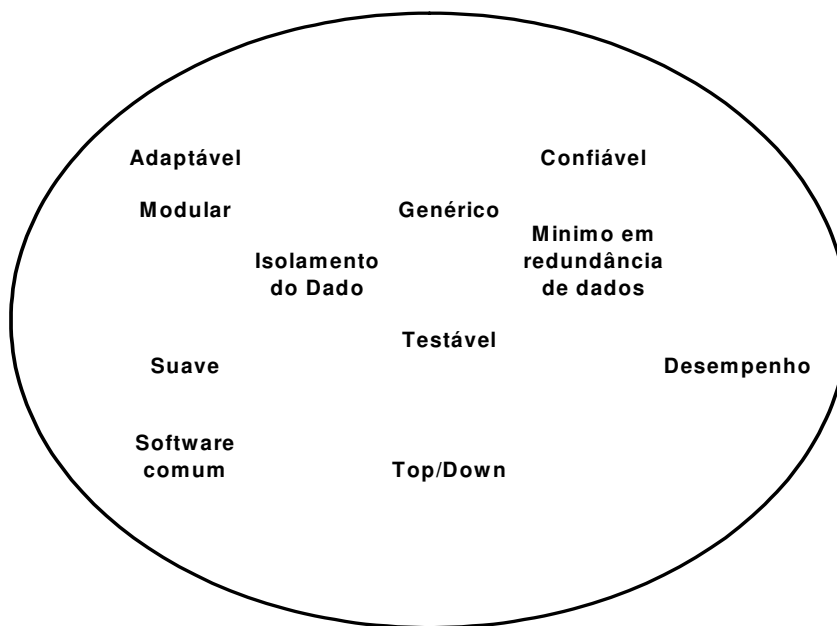 Adaptável
Confiável
Modular
Genérico
Minimo em
redundância
de dados
Isolamento
do Dado
Testável
Suave
Desempenho
Software
comum
Top/Down